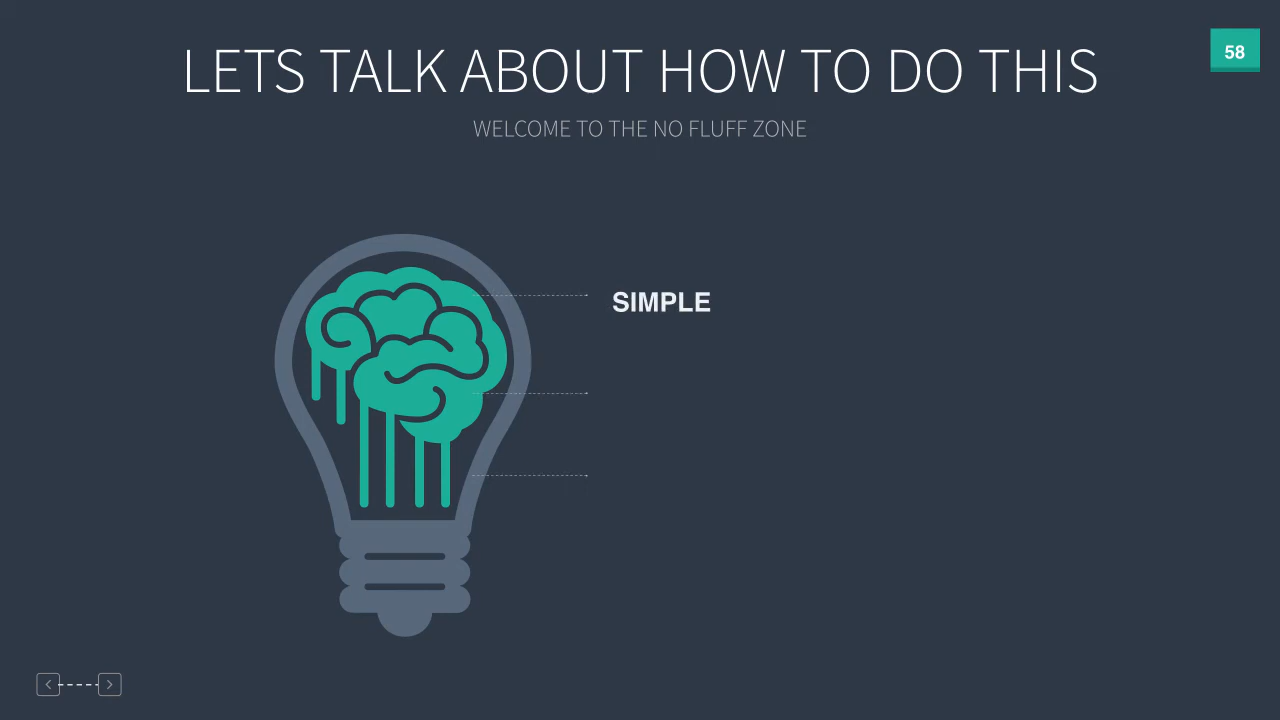 LETS TALK ABOUT HOW TO DO THIS
58
WELCOME TO THE NO FLUFF ZONE
SIMPLE